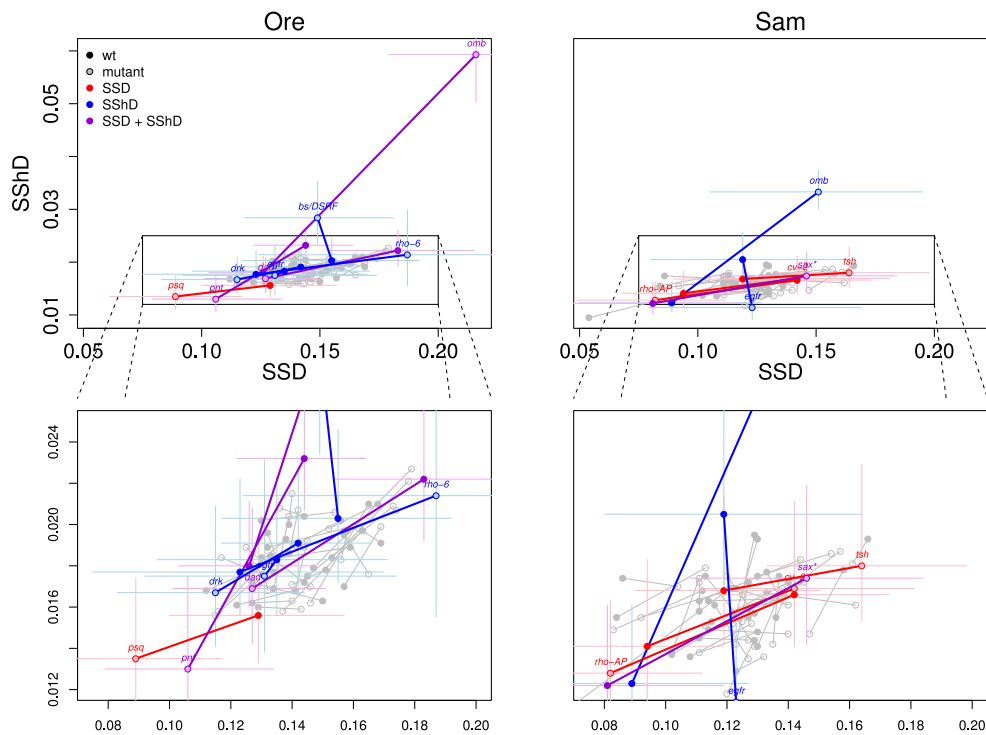 Ore
Sam
omb
wt
mutant
SSD
SShD
SSD + SShD
bs/DSRF
rho-6
drk
egfr
psq
pnt
0.05
0.03
0.01
SShD
0.05
0.10
0.15
0.20
SSD
omb
sax*
tsh
cv-2
rho-AP
egfr
0.05
0.10
0.15
0.20
SSD
0.024
0.020
0.016
0.012
rho-6
drk
psq
pnt
0.08
0.10
0.12
0.14
0.16
0.18
0.20
tsh
sax*
rho-AP
egfr
0.08
0.10
0.12
0.14
0.16
0.18
0.20